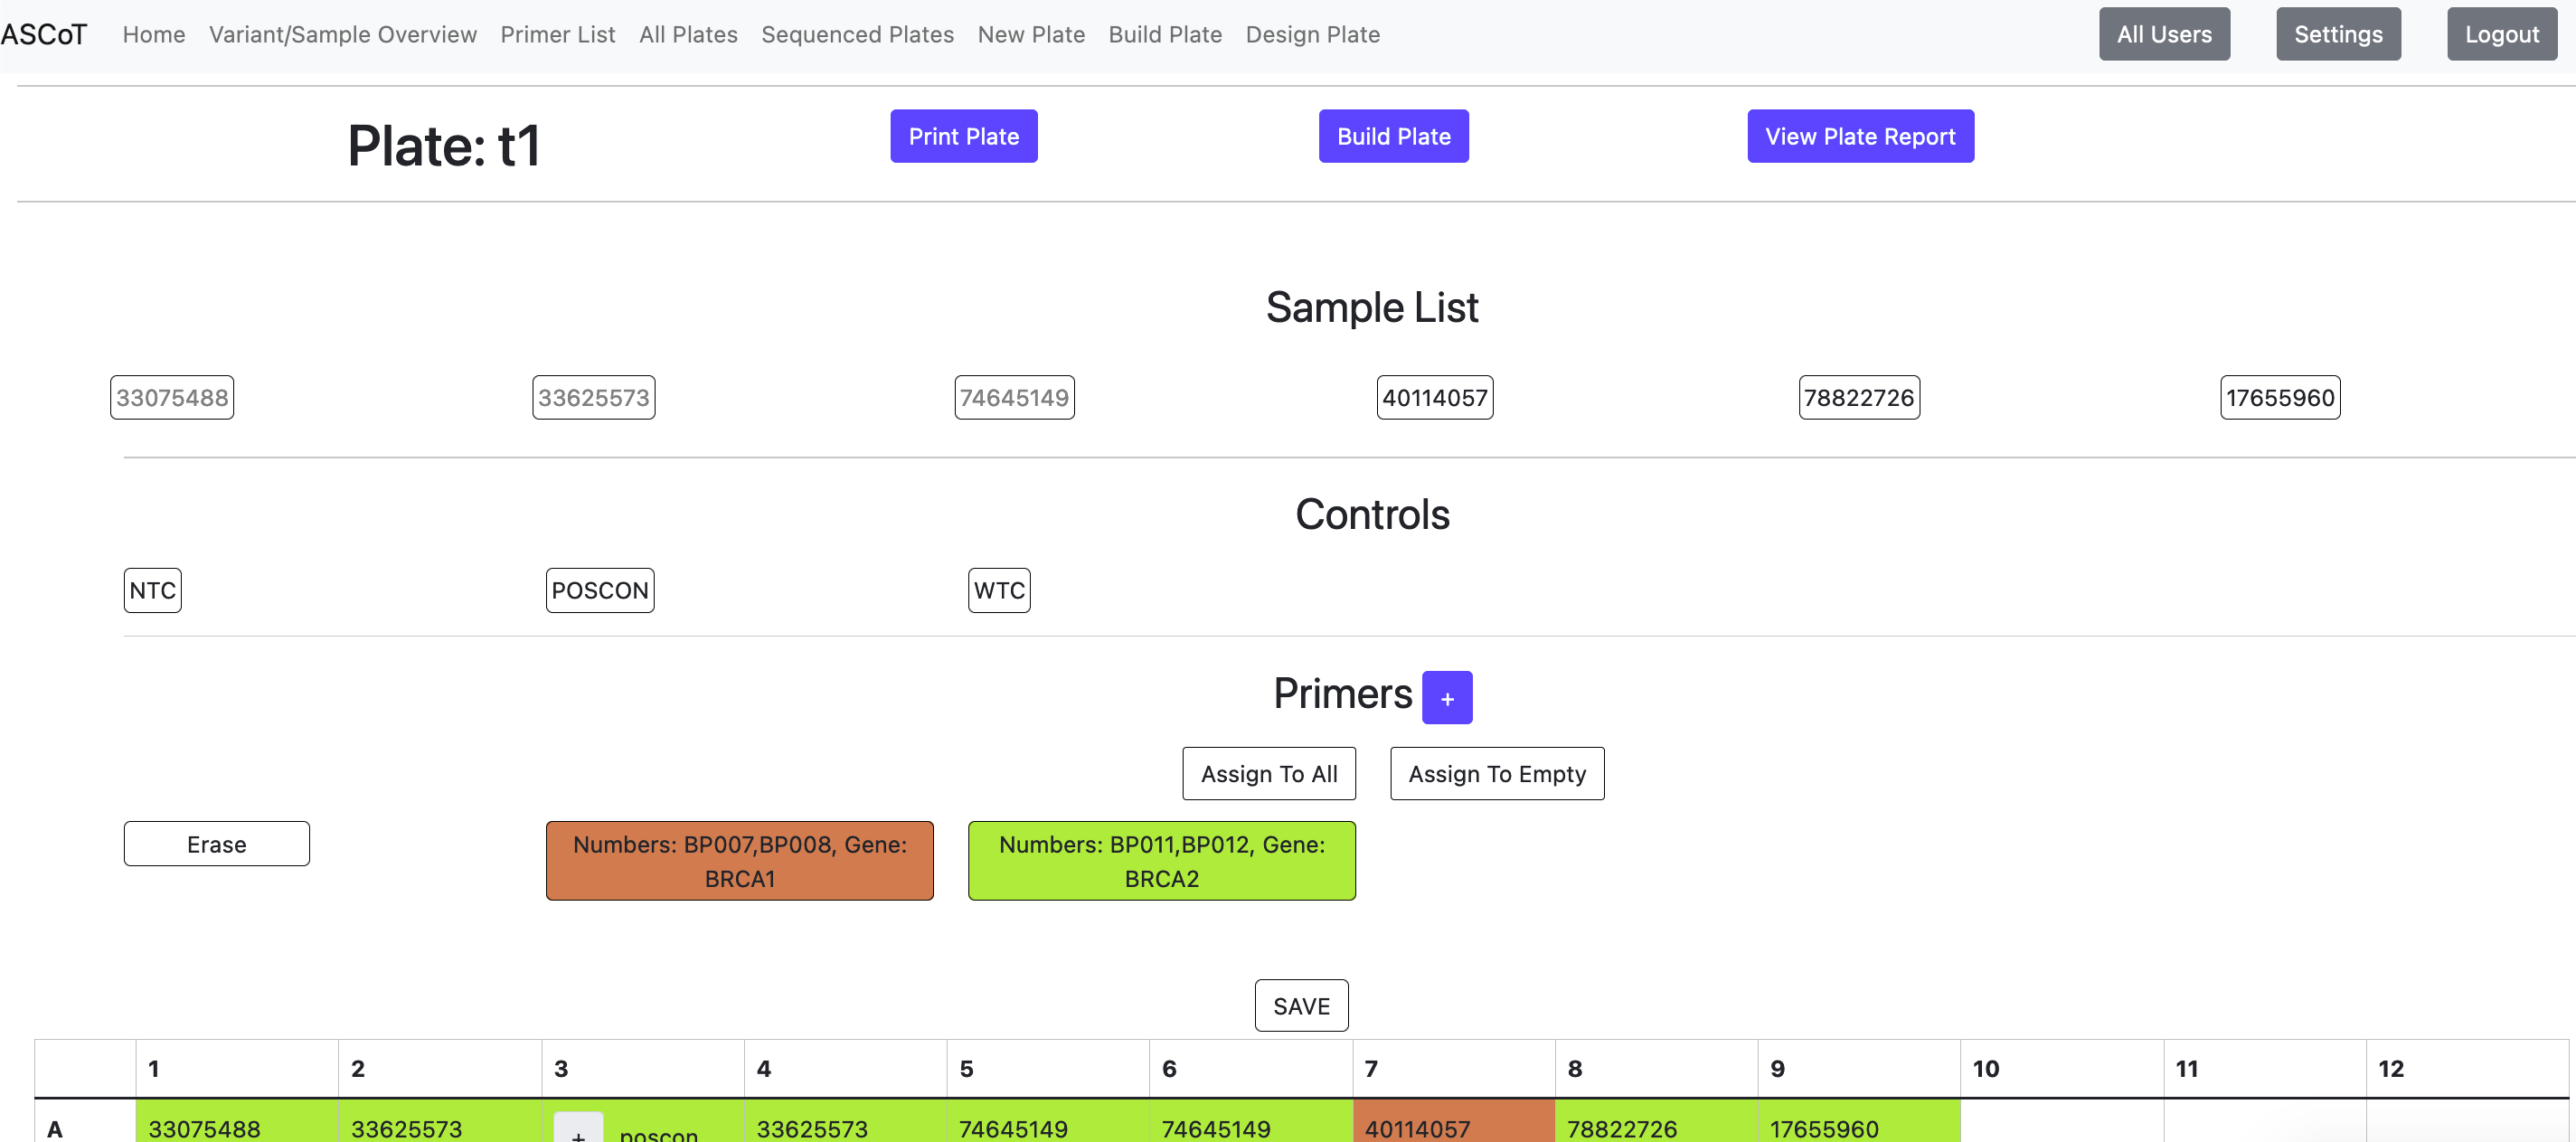 ASCoT Home Variant/Sample Overview Primer List All Plates Sequenced Plates New Plate Build Plate Design Plate All Users Settings Logout
Plate: t1 Print Plate Build Plate View Plate Report
Sample List
33075488 33625573 74645149 40114057 78822726 17655960
Controls
NTC POSCON WTC
Primers +
Assign To All Assign To Empty
Erase Numbers: BP007,BP008, Gene: Numbers: BP011,BP012, Gene:
BRCA1 BRCA2
SAVE
1 2 3 4 5 6 7 8 9 10 11 12
A 33075488 33625573 + poscon 33625573 74645149 74645149 40114057 78822726 17655960